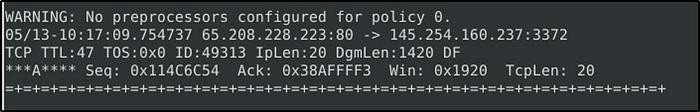 WARNING: No preprocessors configured for policy 0.
05/13-10:17:09.754737 65.208.228.223:80 -> 145.254.160.237:3372
TCP TTL:47 TOS:0x0 ID:49313 IpLen:20 DgmLen:1420 DF
***A**** Seq: 0x114C6C54  Ack: 0x38AFFFF3  Win: 0x1920  TcpLen: 20
=+=+=+=+=+=+=+=+=+=+=+=+=+=+=+=+=+=+=+=+=+=+=+=+=+=+=+=+=+=+=+=+=+=+=+=+=+